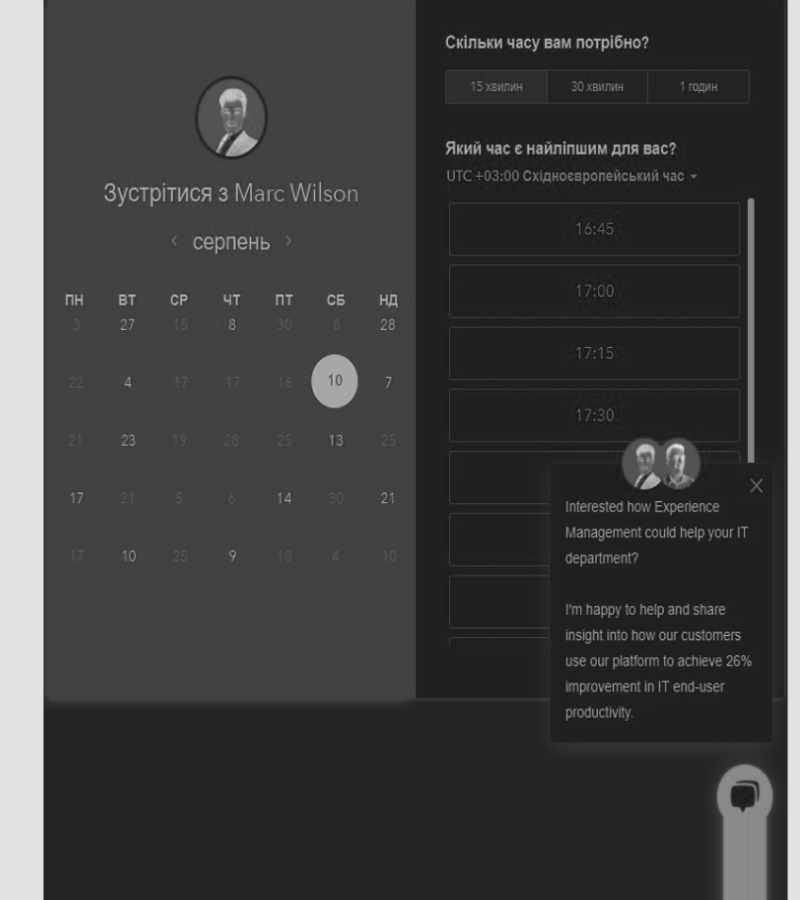 Зустрітися з Marc Wilson
серпень
ПН ВТ СР ЧТ ПТ СБ НД
3 27 15 8 30 8 28
22 4 17 17 16 10 7
21 23 19 28 25 13 25
17 21 5 6 14 30 21
17 10 25 9 18 4 10
Скільки часу вам потрібно?
15 хвилин 30 хвилин 1 годин
Який час є найліпшим для вас?
UTC +03:00 Східноєвропейський час
16:45
17:00
17:15
17:30
Interested how Experience
Management could help your IT
department?
I'm happy to help and share
insight into how our customers
use our platform to achieve 26%
improvement in IT end-user
productivity.